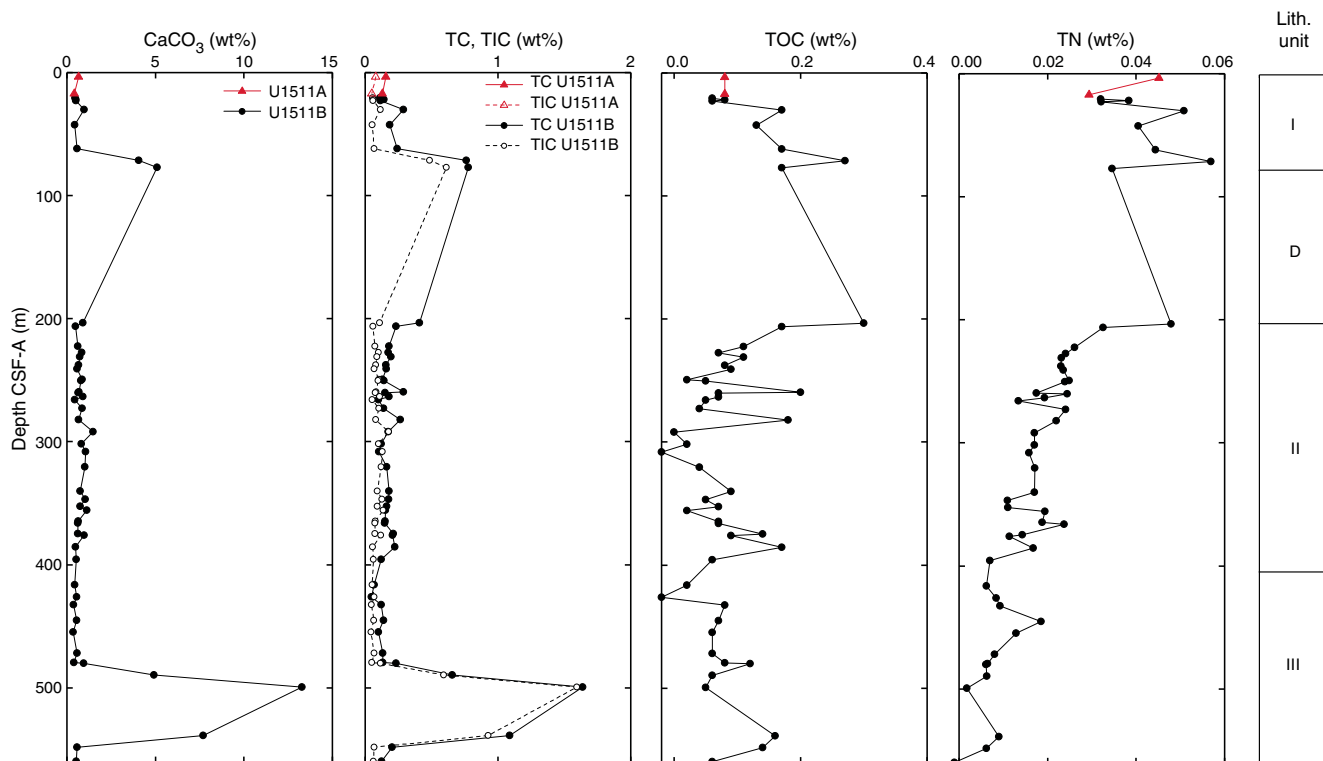 CaCO3 (wt%)
TC, TIC (wt%)
TOC (wt%)
TN (wt%)
Lith.
unit
0 5 10 15
0 1 2
0.0 0.2 0.4
0.00 0.02 0.04 0.06
U1511A
U1511B
TC U1511A
TIC U1511A
TC U1511B
TIC U1511B
Depth CSF-A (m)
0
100
200
300
400
500
I
D
II
III